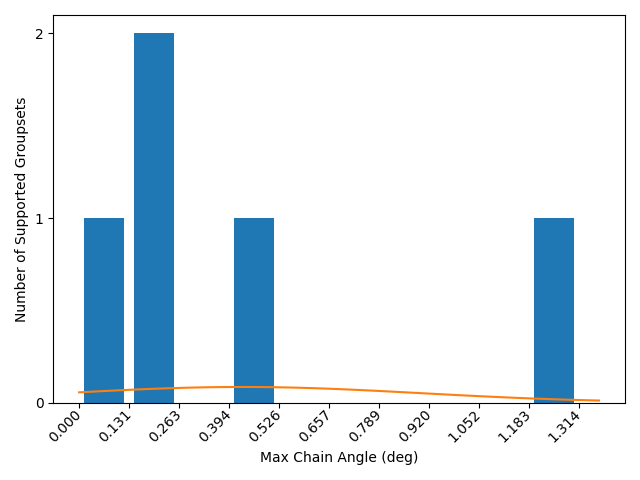 Number of Supported Groupsets
2
1
0
0.000 0.131 0.263 0.394 0.526 0.657 0.789 0.920 1.052 1.183 1.314
Max Chain Angle (deg)